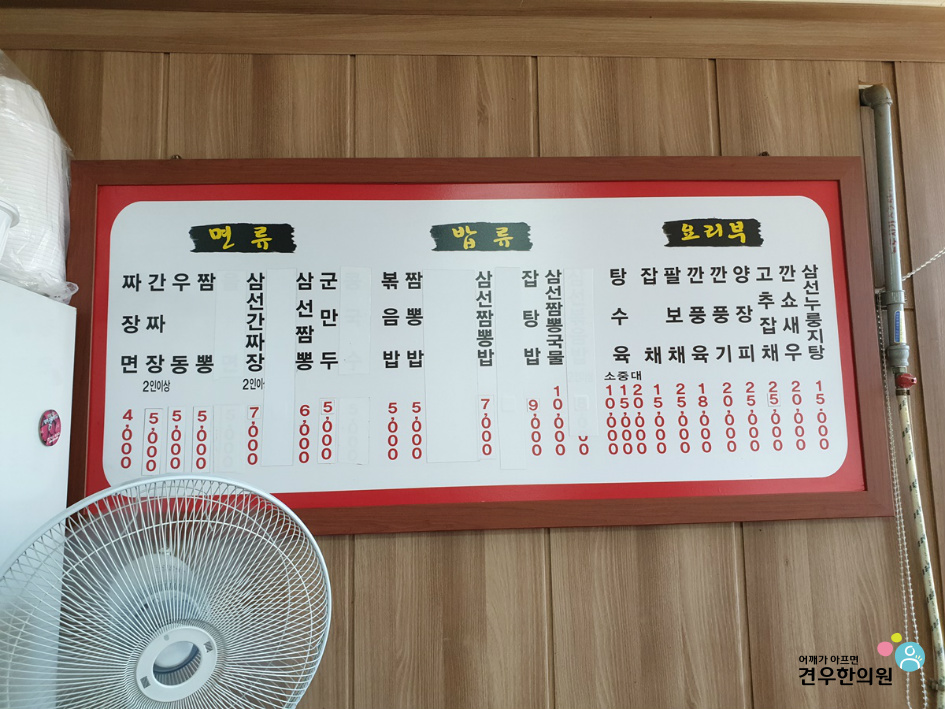 면류
짜장면 4,000
간짜장 2인이상 5,000
우동 5,000
짬뽕 5,000
삼선간짜장 7,000
삼선짬뽕 6,000
군만두 5,000
밥류
볶음밥 5,000
짬뽕밥 5,000
삼선짬뽕밥 7,000
잡탕밥 9,000
삼선짬뽕국물 10,000
요리부
탕수육 소중대 10,000 15,000 20,000
잡채 15,000
팔보채 25,000
깐풍육 18,000
깐풍기 20,000
양장피 25,000
고추잡채 25,000
깐쇼새우 20,000
삼선누룽지탕 15,000
어깨가 아프면
견우한의원